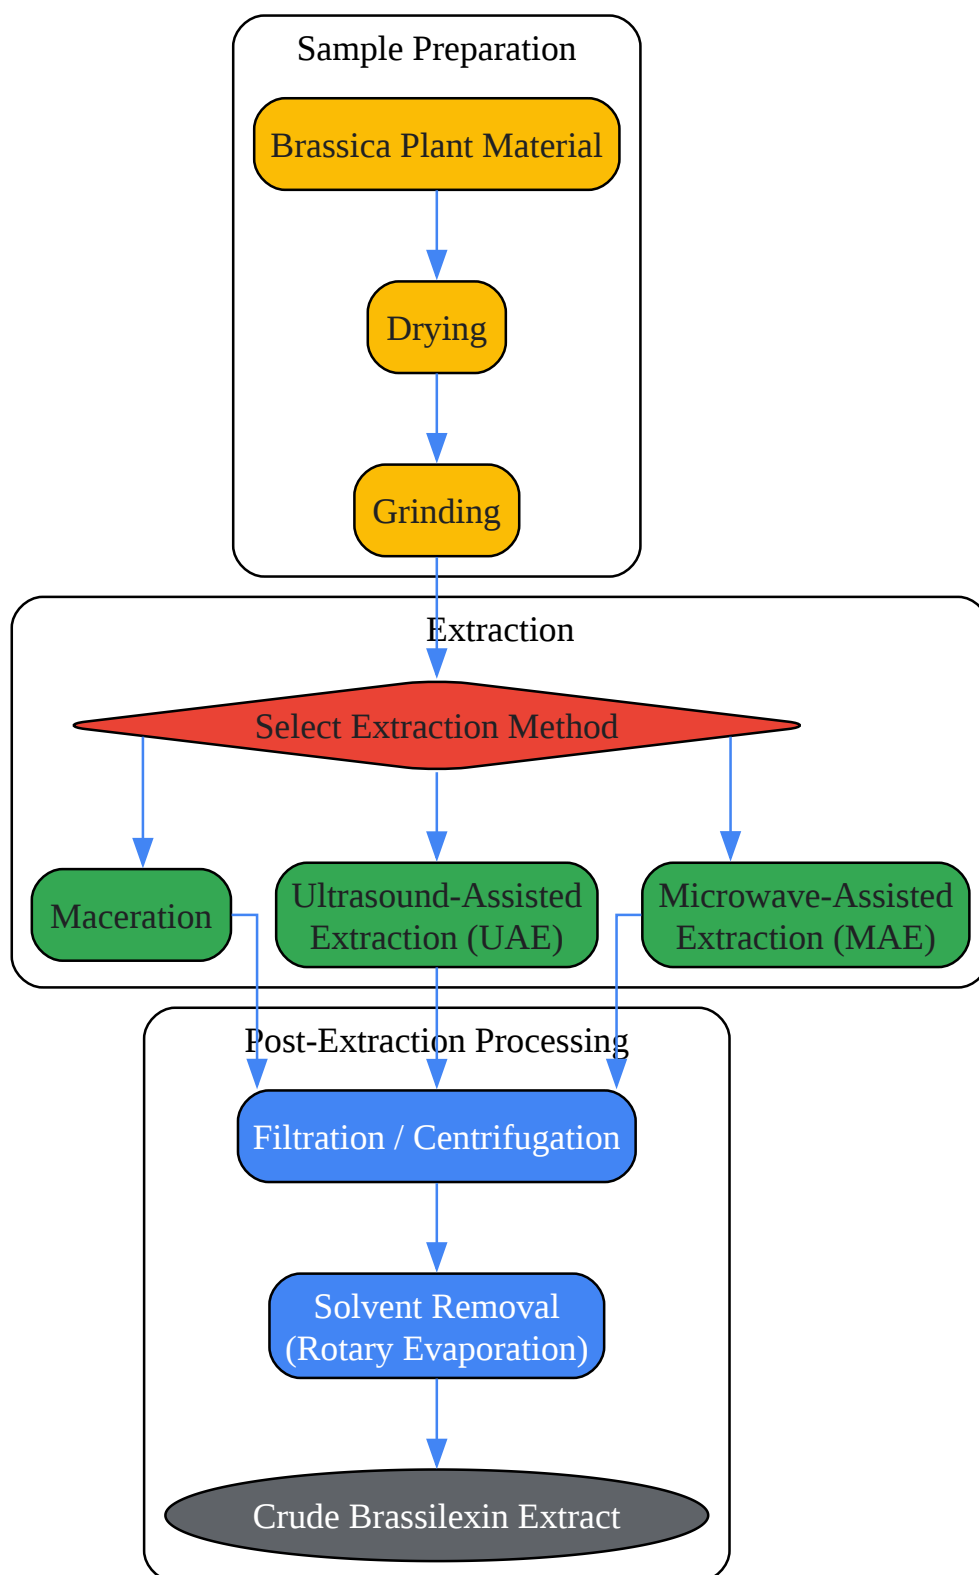 Sample Preparation
Brassica Plant Material
Drying
Grinding
Extraction
Select Extraction Method
Maceration
Ultrasound-Assisted
Extraction (UAE)
Microwave-Assisted
Extraction (MAE)
Post-Extraction Processing
Filtration / Centrifugation
Solvent Removal
(Rotary Evaporation)
Crude Brassilexin Extract